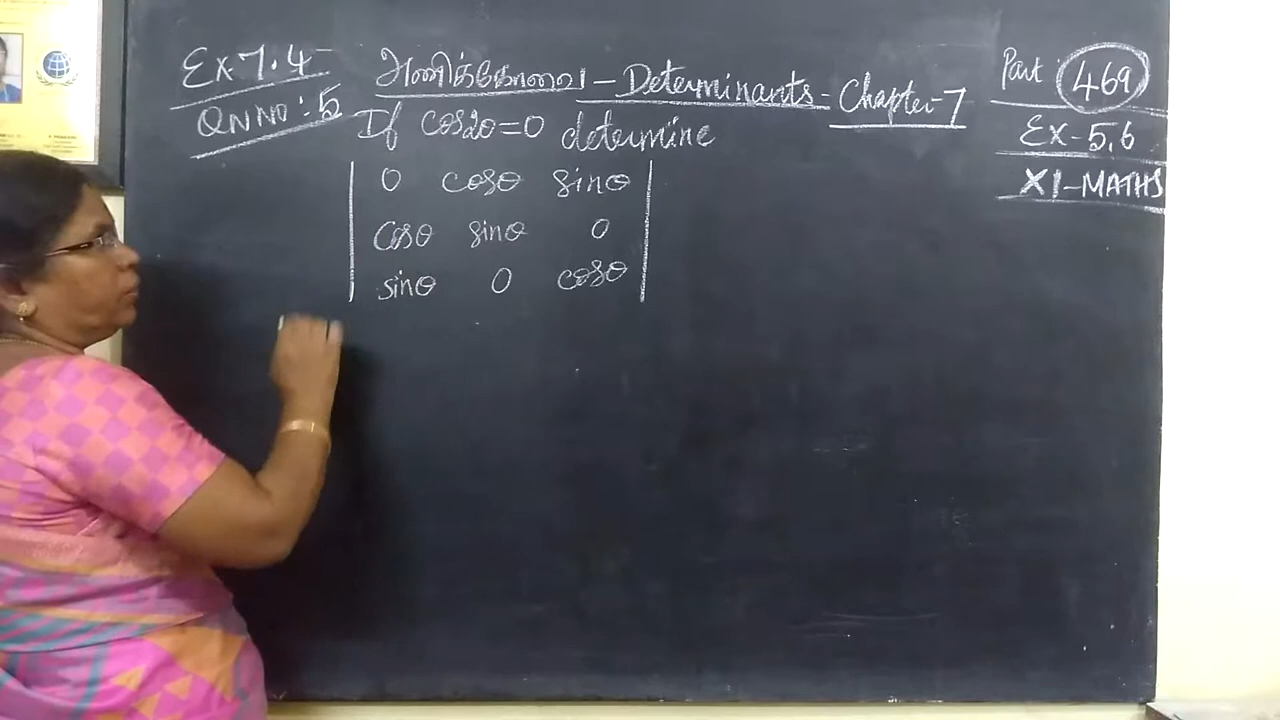 Ex 7.4
QN NO: 5
அணிக்கோவை - Determinants - Chapter-7
Part 469
Ex-5,6
XI-MATHS
If cos2θ=0 determine
0 cosθ sinθ
cosθ sinθ 0
sinθ 0 cosθ